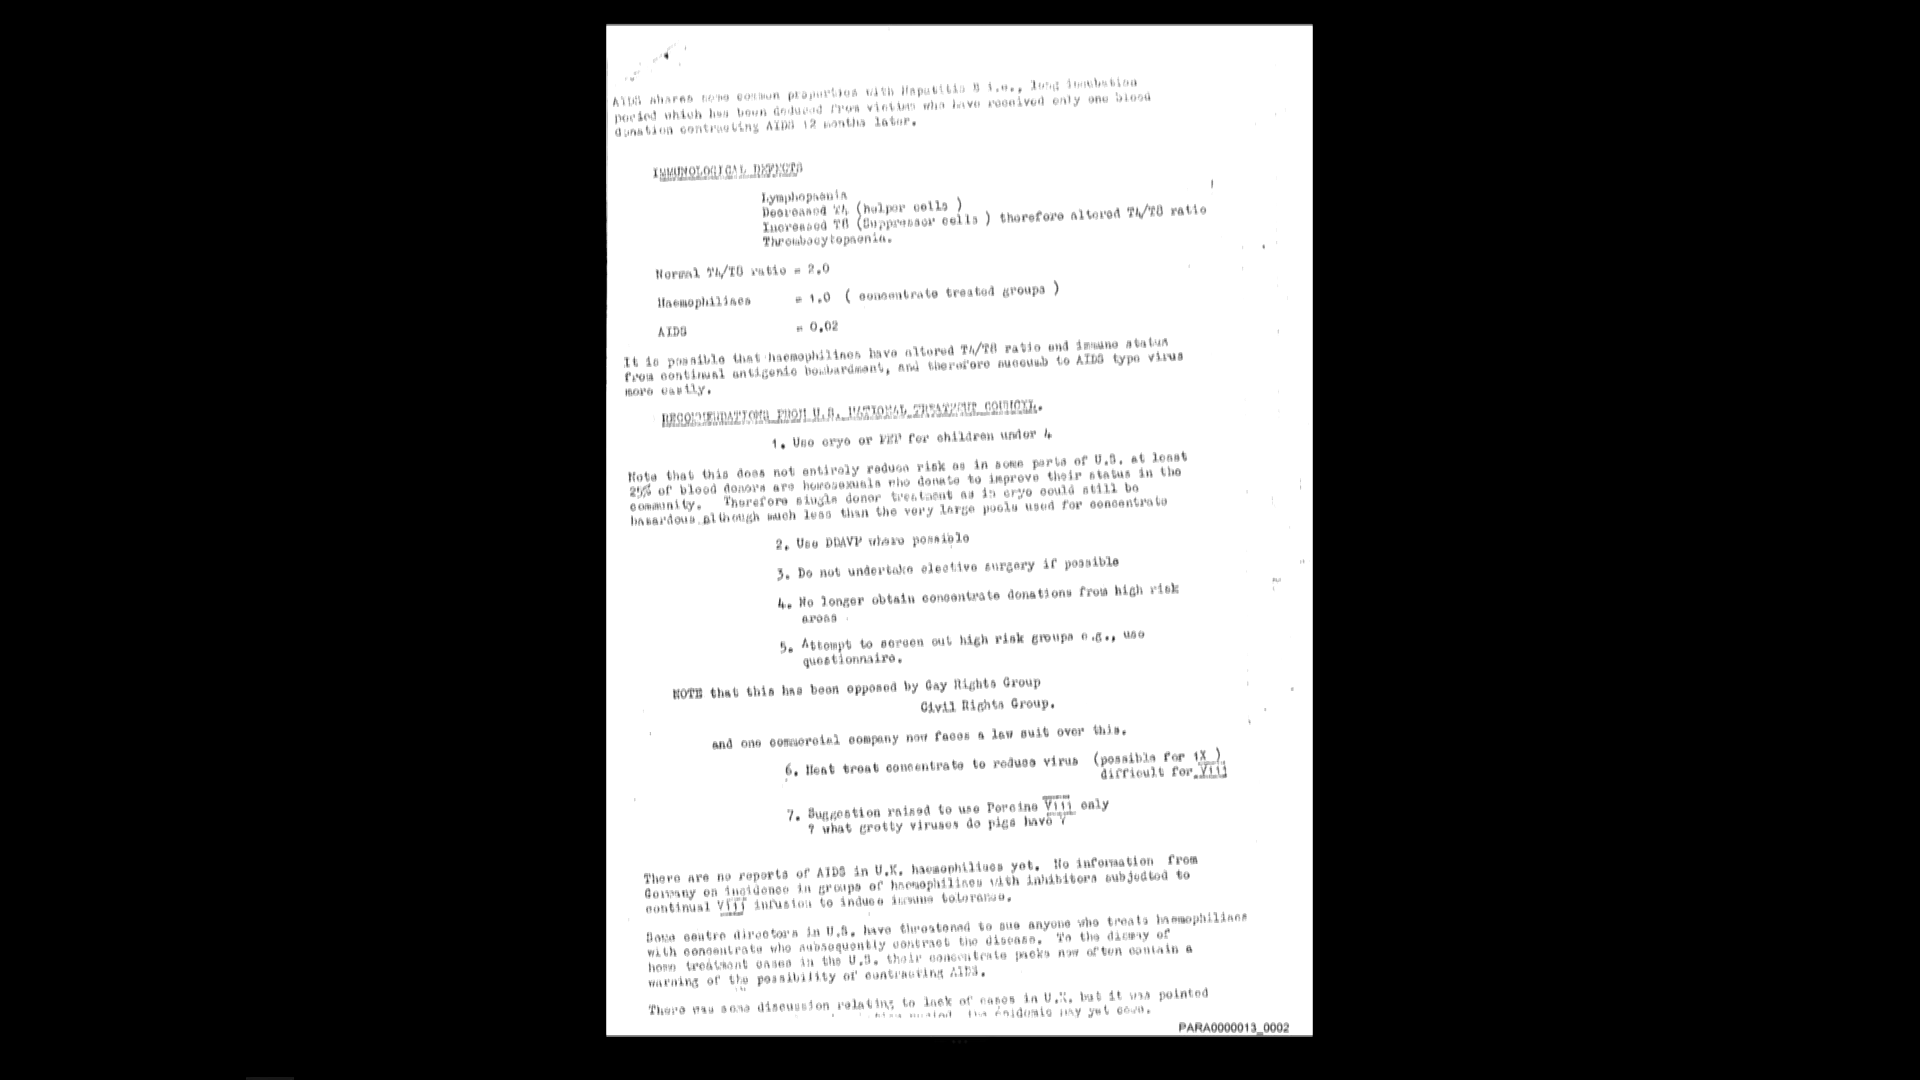 AIDS shares some common properties with Hepatitis B i.e., long incubation
period which has been deduced from victims who have received only one blood
donation contracting AIDS 12 months later.
IMMUNOLOGICAL DEFECTS
Lymphopaenia
Decreased T4 (helper cells )
Increased T8 (Suppressor cells ) therefore altered T4/T8 ratio
Thrombocytopaenia.
Normal T4/T8 ratio = 2.0
Haemophiliacs = 1.0 ( concentrate treated groups )
AIDS = 0.02
It is possible that haemophiliacs have altered T4/T8 ratio and immune status
from continual antigenic bombardment, and therefore succumb to AIDS type virus
more easily.
RECOMMENDATIONS FROM U.S. NATIONAL TREATMENT COUNCIL.
1. Use cryo or FFP for children under 4
Note that this does not entirely reduce risk as in some parts of U.S. at least
25% of blood donors are homosexuals who donate to improve their status in the
community. Therefore single donor treatment as in cryo could still be
hazardous although much less than the very large pools used for concentrate
2. Use DDAVP where possible
3. Do not undertake elective surgery if possible
4. No longer obtain concentrate donations from high risk
areas
5. Attempt to screen out high risk groups e.g., use
questionnaire.
NOTE that this has been opposed by Gay Rights Group
Civil Rights Group.
and one commercial company now faces a law suit over this.
6. Heat treat concentrate to reduce virus (possible for iX )
difficult for Viii
7. Suggestion raised to use Porcine Viii only
? what grotty viruses do pigs have ?
There are no reports of AIDS in U.K. haemophiliacs yet. No information from
Germany on incidence in groups of haemophiliacs with inhibitors subjected to
continual Viii infusion to induce immune tolerance.
Some centre directors in U.S. have threatened to sue anyone who treats haemophiliacs
with concentrate who subsequently contract the disease. To the dismay of
home treatment cases in the U.S. their concentrate packs now often contain a
warning of the possibility of contracting AIDS.
There was some discussion relating to lack of cases in U.K. but it was pointed
period the epidemic may yet come.
PARA0000013_0002